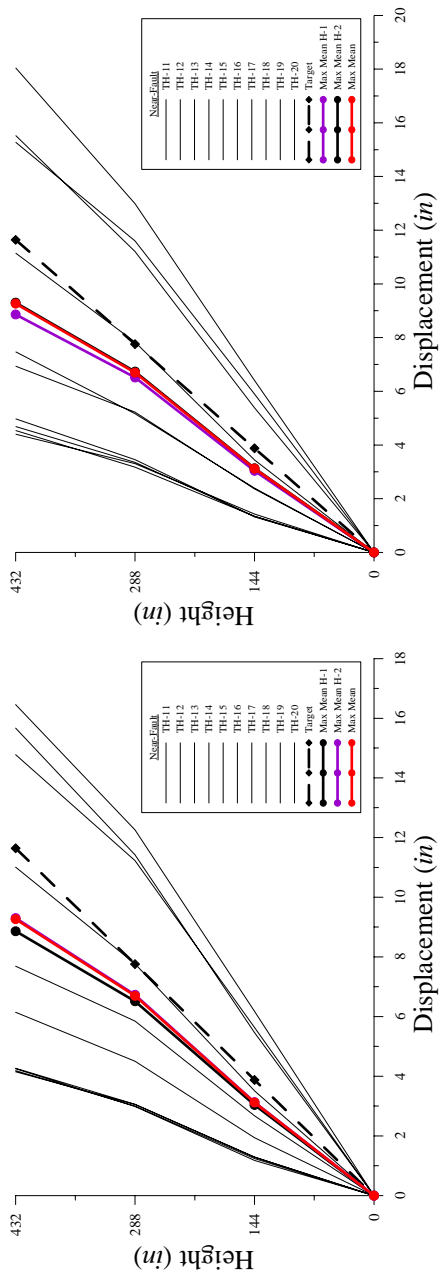 432
288
144
0
Height (in)
Near-Fault
TH-11
TH-12
TH-13
TH-14
TH-15
TH-16
TH-17
TH-18
TH-19
TH-20
Target
Max Mean H-1
Max Mean H-2
Max Mean
0 2 4 6 8 10 12 14 16 18
Displacement (in)
432
288
144
0
Height (in)
Near-Fault
TH-11
TH-12
TH-13
TH-14
TH-15
TH-16
TH-17
TH-18
TH-19
TH-20
Target
Max Mean H-1
Max Mean H-2
Max Mean
0 2 4 6 8 10 12 14 16 18 20
Displacement (in)